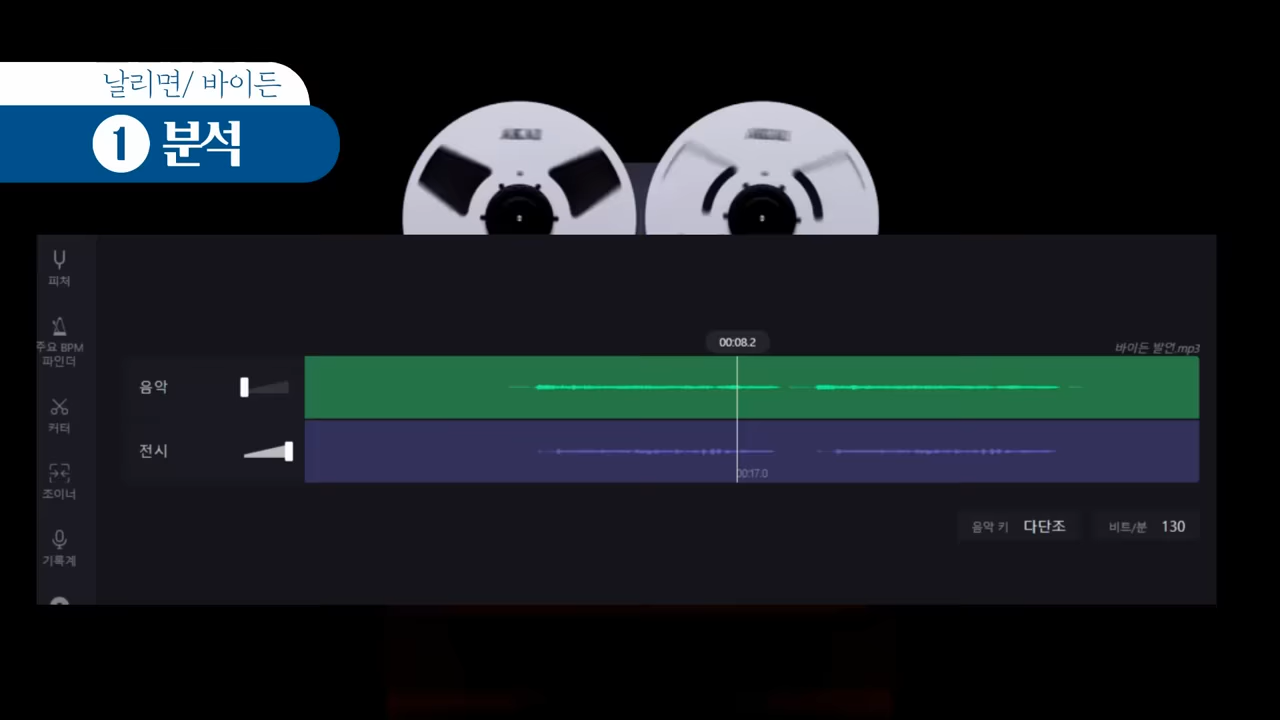 날리면/ 바이든
1 분석
피처
주요 BPM
파인더
커터
조이너
기록계
00:08.2
바이든 발언.mp3
음악
전시
00:17.0
음악 키 다단조
비트/분 130